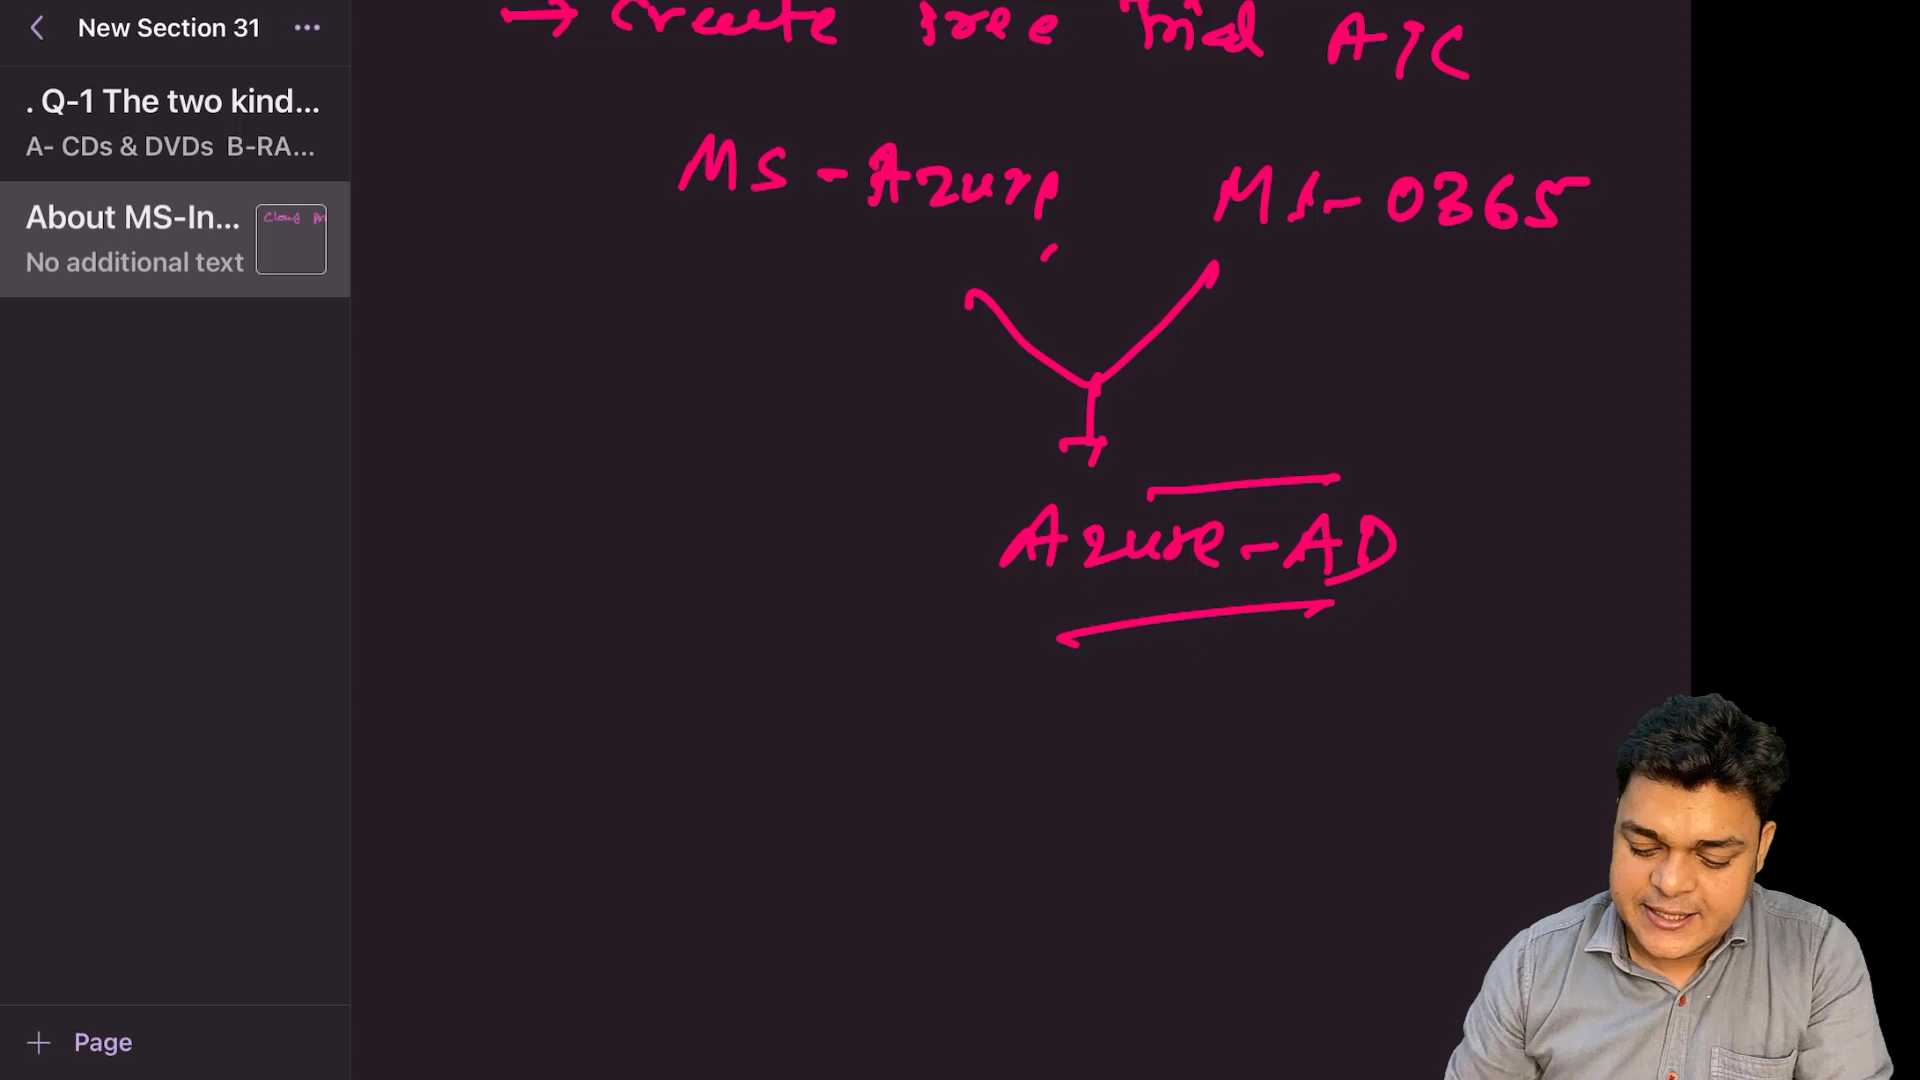 New Section 31
. Q-1 The two kind...
A- CDs & DVDs B-RA...
About MS-In...
No additional text
Page
→ Create free Trial A/C
MS-Azure
MS-O365
Azure-AD